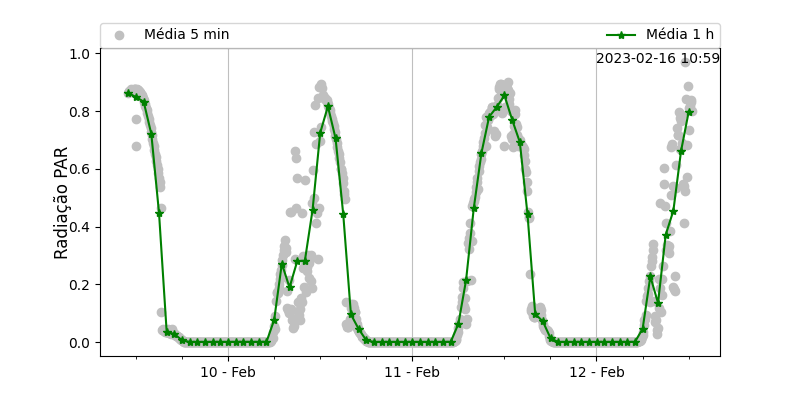 Média 5 min
Média 1 h
2023-02-16 10:59
Radiação PAR
1.0
0.8
0.6
0.4
0.2
0.0
10 - Feb
11 - Feb
12 - Feb